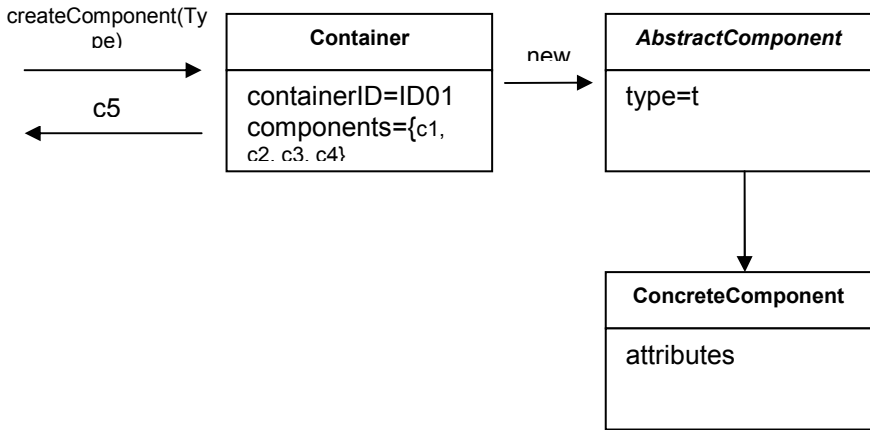 createComponent(Ty
pe)
c5
Container
containerID=ID01
components={c1,
c2, c3, c4}
new
AbstractComponent
type=t
ConcreteComponent
attributes